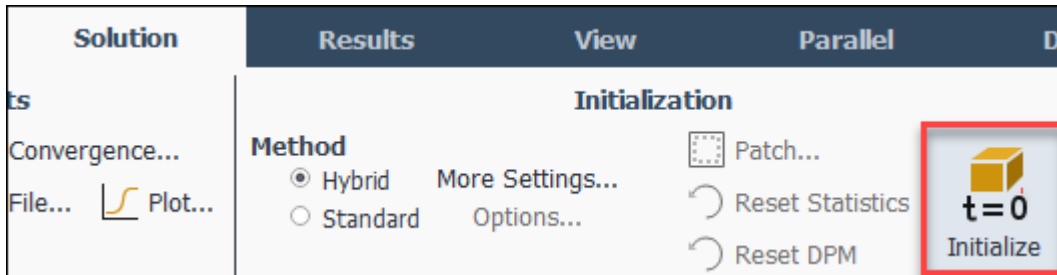 Solution Results View Parallel D
ts Initialization
Convergence...
File... Plot...
Method
Hybrid More Settings...
Standard Options...
Patch...
Reset Statistics
Reset DPM
t=0
Initialize